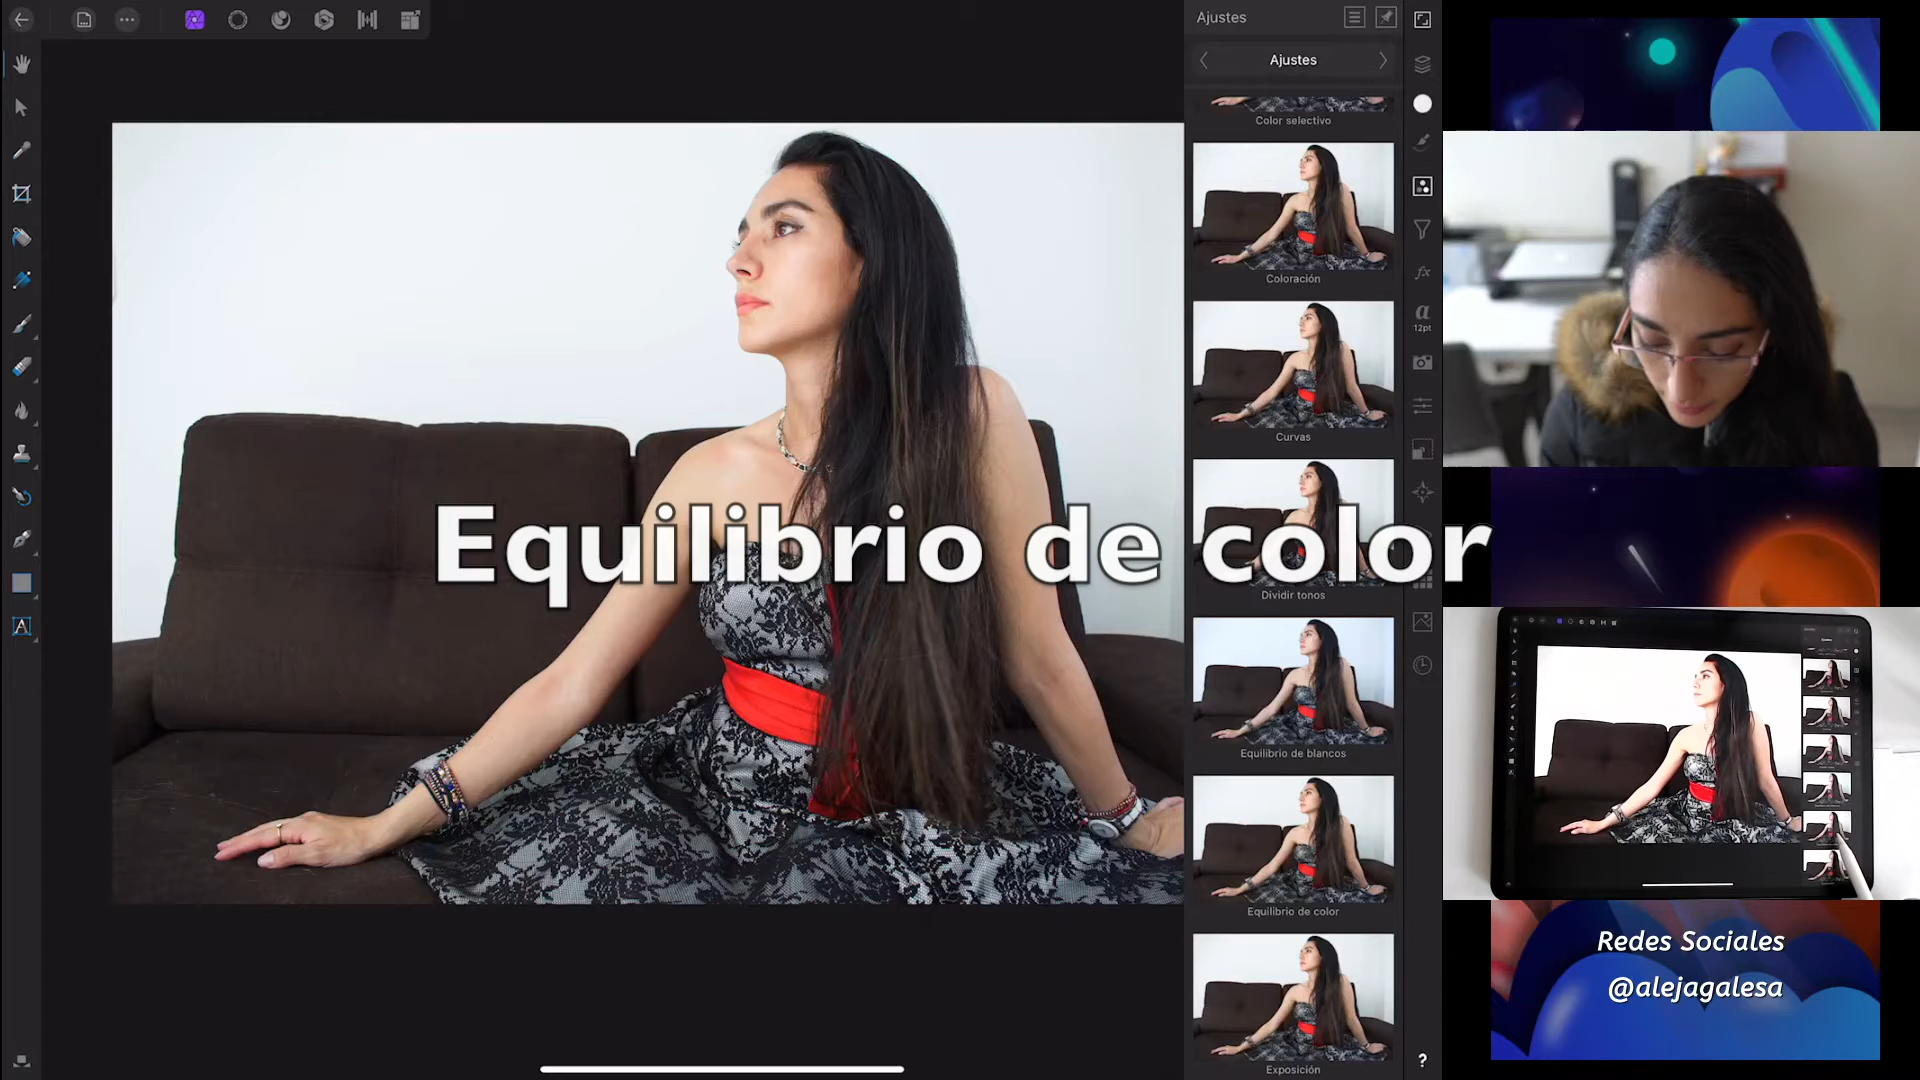 Ajustes
Ajustes
Color selectivo
Coloración
Curvas
Dividir tonos
Equilibrio de blancos
Equilibrio de color
Exposición
fx
a
12pt
A
?
Equilibrio de color
Redes Sociales
@alejagalesa